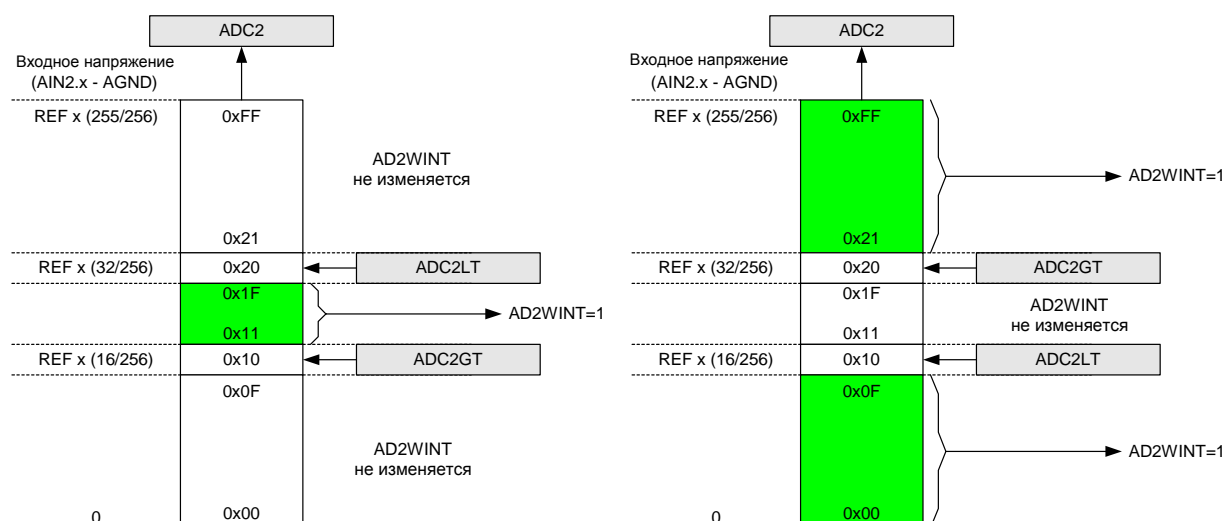 ADC2
Входное напряжение
(AIN2.x - AGND)
REF x (255/256)
0xFF
AD2WINT
не изменяется
0x21
REF x (32/256)
0x20
ADC2LT
0x1F
AD2WINT=1
0x11
REF x (16/256)
0x10
ADC2GT
0x0F
AD2WINT
не изменяется
0
0x00
ADC2
Входное напряжение
(AIN2.x - AGND)
REF x (255/256)
0xFF
AD2WINT=1
0x21
REF x (32/256)
0x20
ADC2GT
0x1F
AD2WINT
не изменяется
0x11
REF x (16/256)
0x10
ADC2LT
0x0F
AD2WINT=1
0
0x00